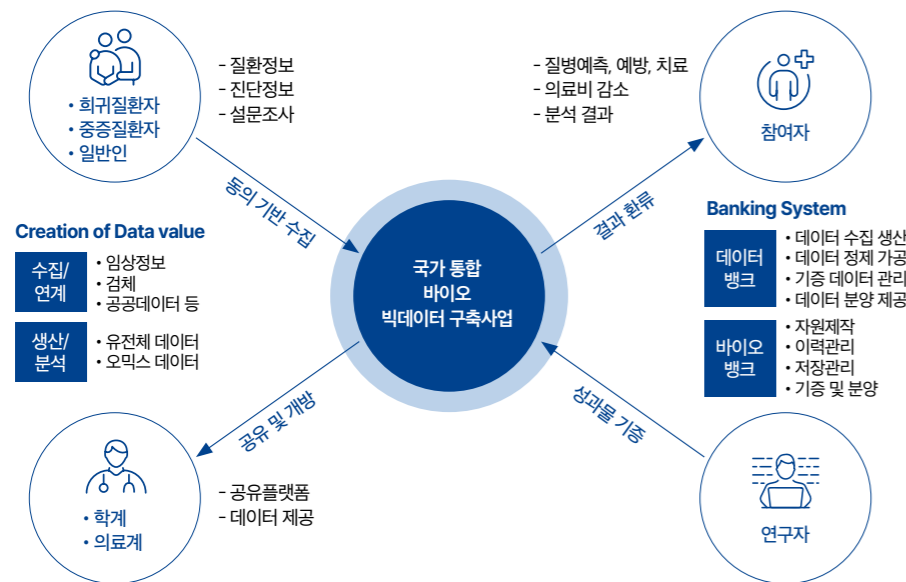 • 희귀질환자
• 중증질환자
• 일반인
- 질환정보
- 진단정보
- 설문조사
- 질병예측, 예방, 치료
- 의료비 감소
- 분석 결과
참여자
동의 기반 수집
결과 환류
Creation of Data value
수집/
연계
• 임상정보
• 검체
• 공공데이터 등
생산/
분석
• 유전체 데이터
• 오믹스 데이터
국가 통합
바이오
빅데이터 구축사업
Banking System
데이터
뱅크
• 데이터 수집 생산
• 데이터 정제 가공
• 기증 데이터 관리
• 데이터 분양 제공
바이오
뱅크
• 자원제작
• 이력관리
• 저장관리
• 기증 및 분양
공유 및 개방
성과물 기증
• 학계
• 의료계
- 공유플랫폼
- 데이터 제공
연구자